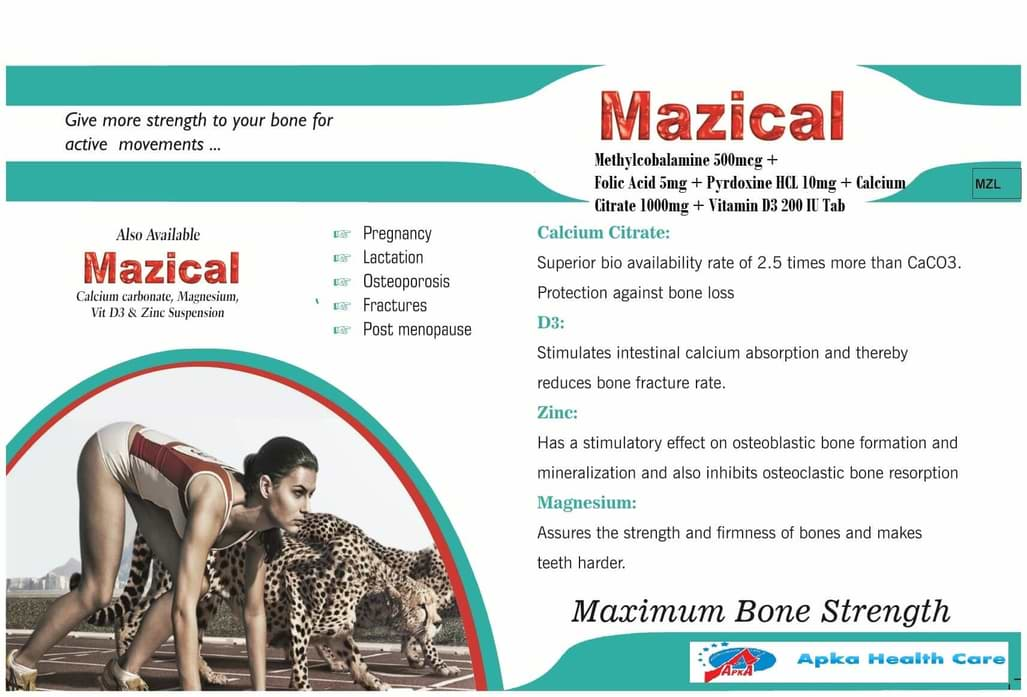 Give more strength to your bone for
active movements ...
Mazical
Methylcobalamine 500mcg +
Folic Acid 5mg + Pyrdoxine HCL 10mg + Calcium
Citrate 1000mg + Vitamin D3 200 IU Tab
MZL
Also Available
Mazical
Calcium carbonate, Magnesium,
Vit D3 & Zinc Suspension
Pregnancy
Lactation
Osteoporosis
Fractures
Post menopause
Calcium Citrate:
Superior bio availability rate of 2.5 times more than CaCO3.
Protection against bone loss
D3:
Stimulates intestinal calcium absorption and thereby
reduces bone fracture rate.
Zinc:
Has a stimulatory effect on osteoblastic bone formation and
mineralization and also inhibits osteoclastic bone resorption
Magnesium:
Assures the strength and firmness of bones and makes
teeth harder.
Maximum Bone Strength
APKA
Apka Health Care